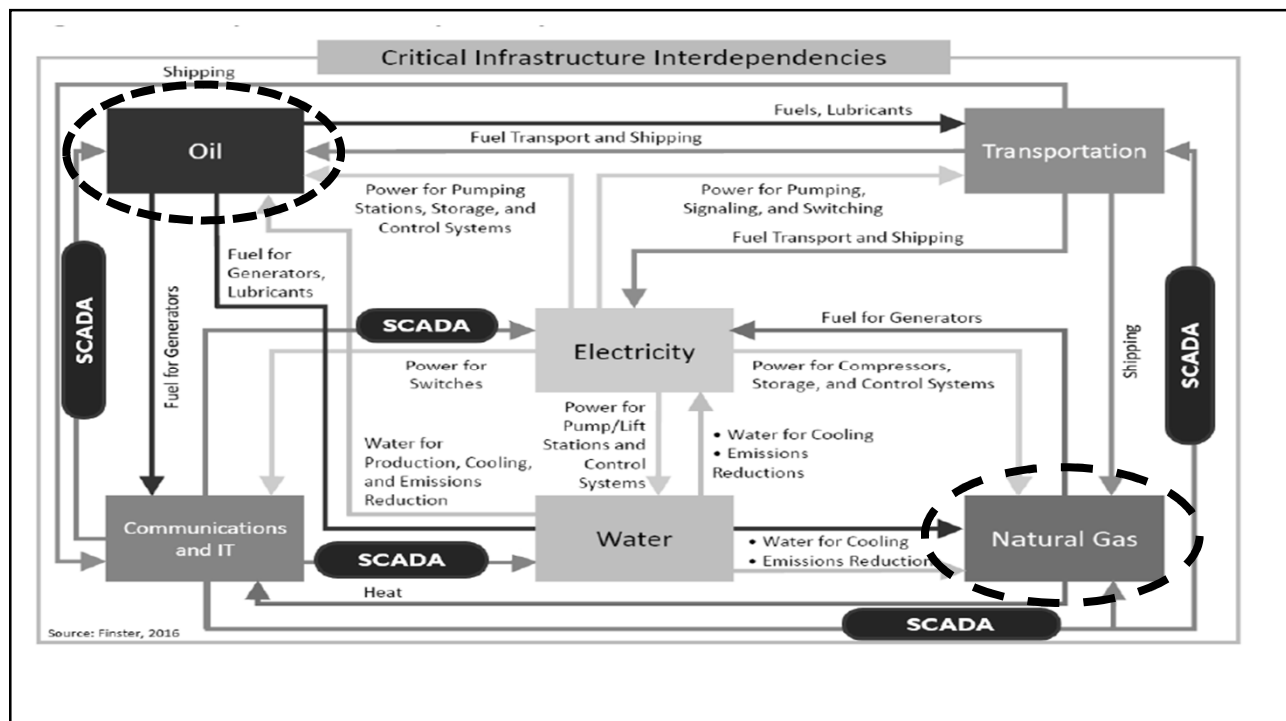 Critical Infrastructure Interdependencies
Shipping
Oil
Fuels, Lubricants
Fuel Transport and Shipping
Transportation
Power for Pumping
Stations, Storage, and
Control Systems
Power for Pumping,
Signaling, and Switching
Fuel Transport and Shipping
Fuel for
Generators,
Lubricants
SCADA
Fuel for Generators
SCADA
Electricity
Fuel for Generators
Shipping
SCADA
Power for
Switches
Power for Compressors,
Storage, and Control Systems
Power for
Pump/Lift
Stations and
Control
Systems
• Water for Cooling
• Emissions
Reductions
Water for
Production, Cooling,
and Emissions
Reduction
Communications
and IT
SCADA
Water
• Water for Cooling
• Emissions Reduction
Natural Gas
Heat
SCADA
Source: Finster, 2016